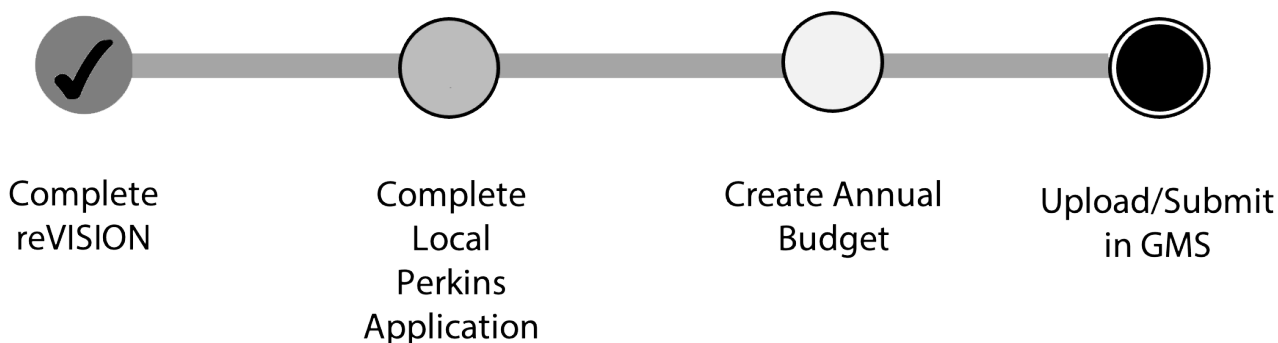 Complete
reVISION
Complete
Local
Perkins
Application
Create Annual
Budget
Upload/Submit
in GMS